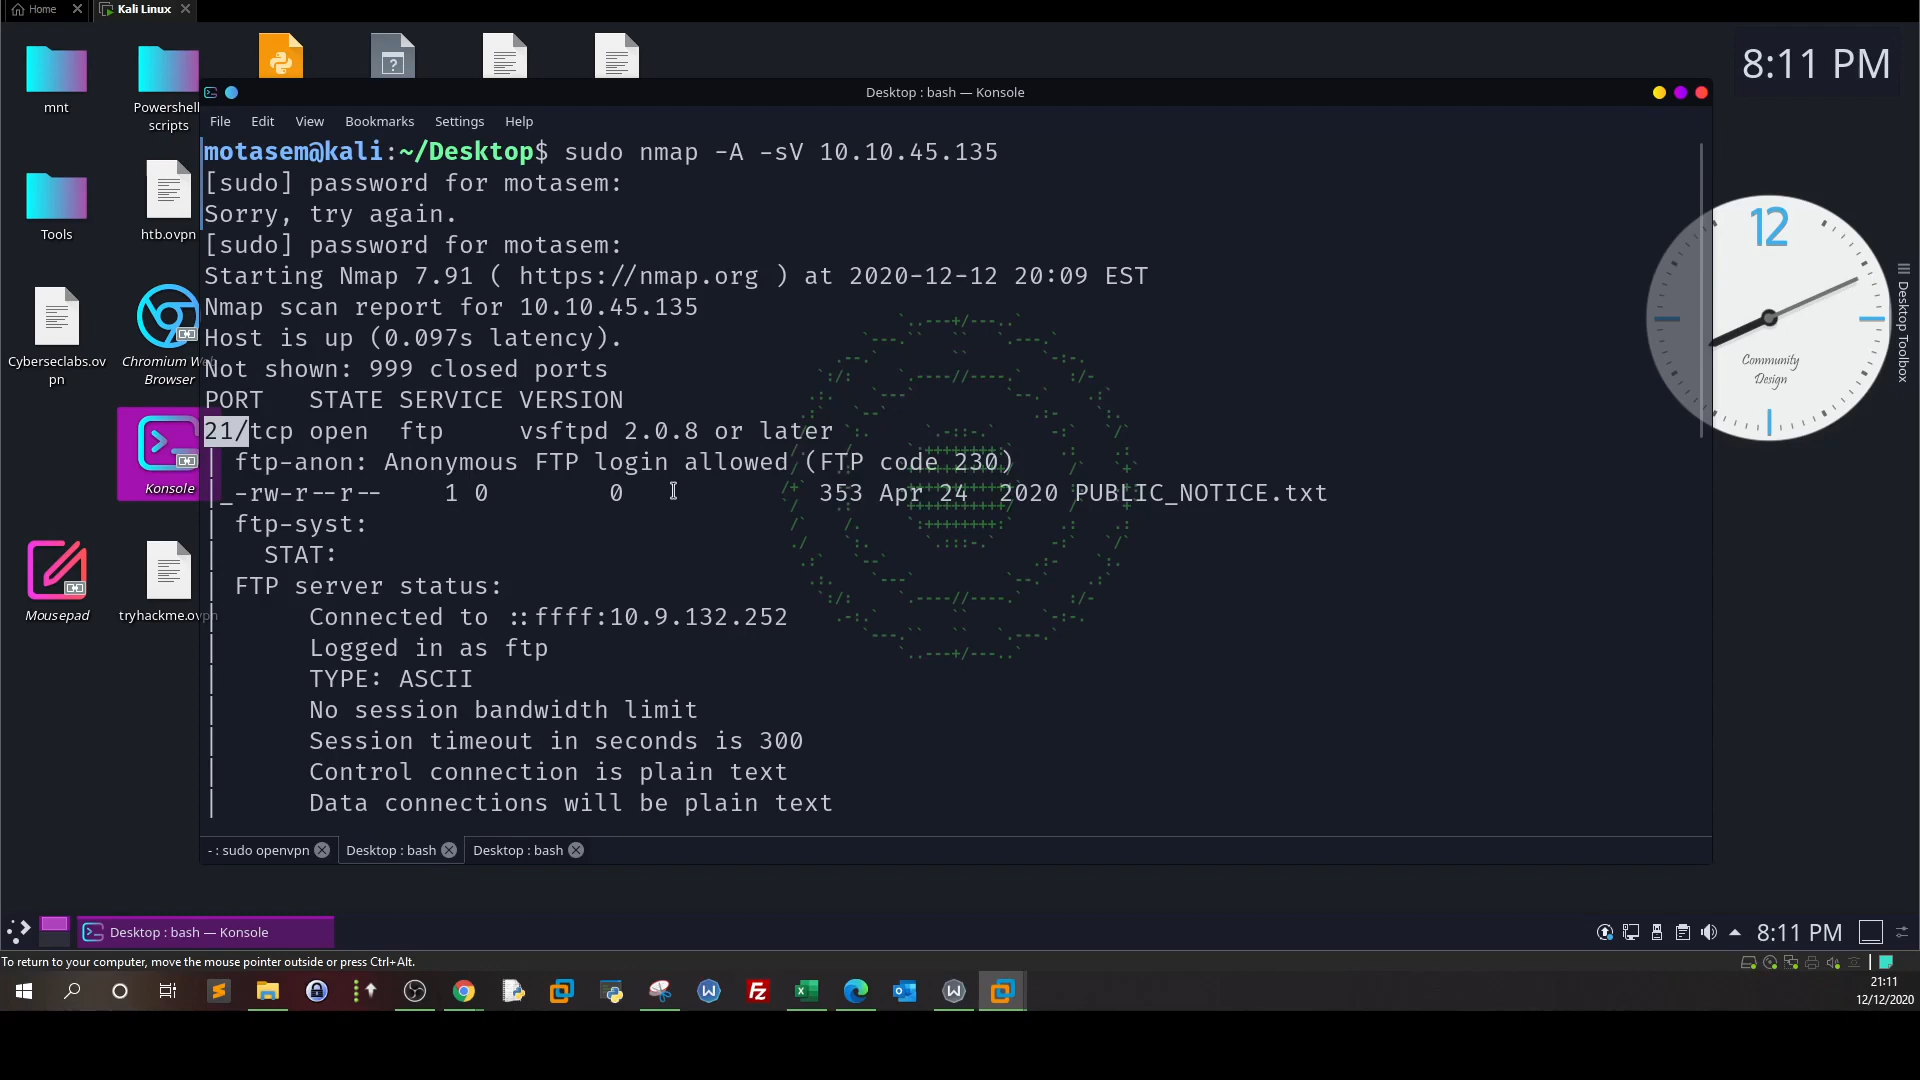 Home
Kali Linux
8:11 PM
mnt
Powershell
scripts
Desktop : bash — Konsole
File Edit View Bookmarks Settings Help
motasem@kali:~/Desktop$ sudo nmap -A -sV 10.10.45.135
[sudo] password for motasem:
Sorry, try again.
[sudo] password for motasem:
Starting Nmap 7.91 ( https://nmap.org ) at 2020-12-12 20:09 EST
Nmap scan report for 10.10.45.135
Host is up (0.097s latency).
Not shown: 999 closed ports
PORT   STATE SERVICE VERSION
21/tcp open  ftp     vsftpd 2.0.8 or later
| ftp-anon: Anonymous FTP login allowed (FTP code 230)
|_-rw-r--r--    1 0        0             353 Apr 24  2020 PUBLIC_NOTICE.txt
| ftp-syst:
|   STAT:
| FTP server status:
|      Connected to ::ffff:10.9.132.252
|      Logged in as ftp
|      TYPE: ASCII
|      No session bandwidth limit
|      Session timeout in seconds is 300
|      Control connection is plain text
|      Data connections will be plain text
Tools
htb.ovpn
Cyberseclabs.ov
pn
Chromium We
Browser
Konsole
Mousepad
tryhackme.ovpn
12
Community
Design
Desktop Toolbox
- : sudo openvpn
Desktop : bash
Desktop : bash
Desktop : bash — Konsole
8:11 PM
To return to your computer, move the mouse pointer outside or press Ctrl+Alt.
21:11
12/12/2020